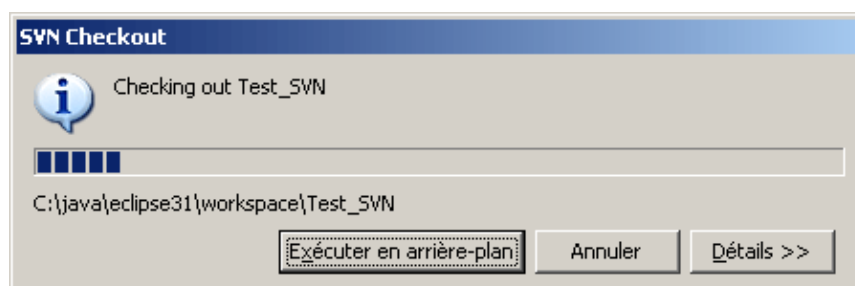 SVN Checkout
Checking out Test_SVN
C:\java\eclipse31\workspace\Test_SVN
Exécuter en arrière-plan Annuler Détails >>